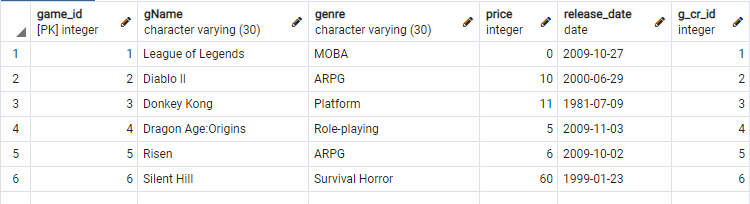 game_id gName genre price release_date g_cr_id
[PK] integer character varying (30) character varying (30) integer date integer
1 1 League of Legends MOBA 0 2009-10-27 1
2 2 Diablo II ARPG 10 2000-06-29 2
3 3 Donkey Kong Platform 11 1981-07-09 3
4 4 Dragon Age:Origins Role-playing 5 2009-11-03 4
5 5 Risen ARPG 6 2009-10-02 5
6 6 Silent Hill Survival Horror 60 1999-01-23 6